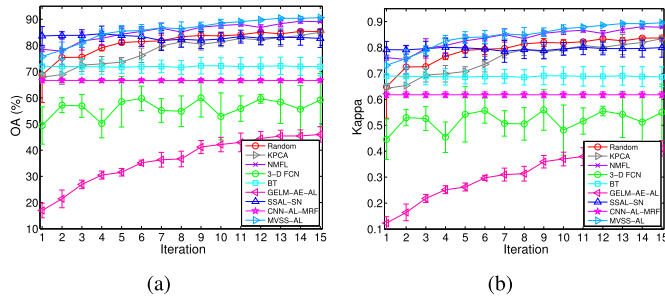 100
90
80
70
60
50
40
30
20
10
OA (%)
1 2 3 4 5 6 7 8 9 10 11 12 13 14 15
Iteration
Random
KPCA
NMFL
3-D FCN
BT
GELM-AE-AL
SSAL-SN
CNN-AL-MRF
MVSS-AL
(a)
0.9
0.8
0.7
0.6
0.5
0.4
0.3
0.2
0.1
Kappa
1 2 3 4 5 6 7 8 9 10 11 12 13 14 15
Iteration
Random
KPCA
NMFL
3-D FCN
BT
GELM-AE-AL
SSAL-SN
CNN-AL-MRF
MVSS-AL
(b)